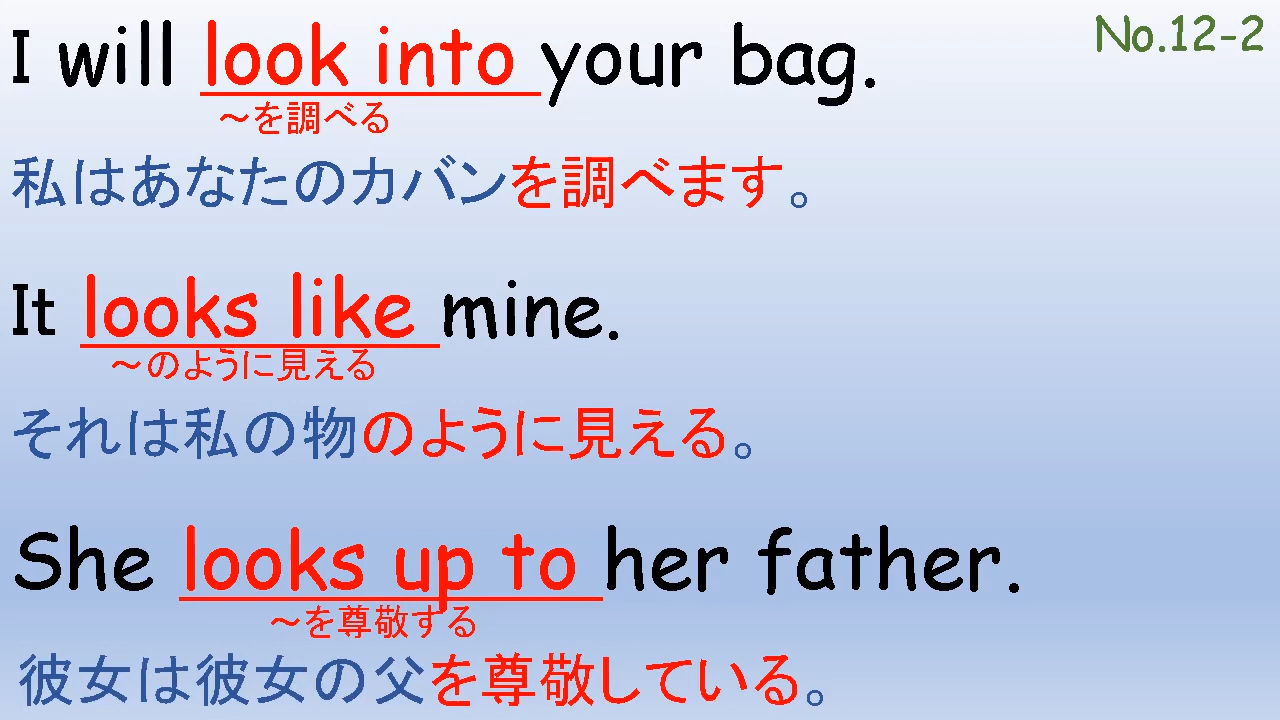 No.12-2
I will look into your bag.
～を調べる
私はあなたのカバンを調べます。
It looks like mine.
～のように見える
それは私の物のように見える。
She looks up to her father.
～を尊敬する
彼女は彼女の父を尊敬している。